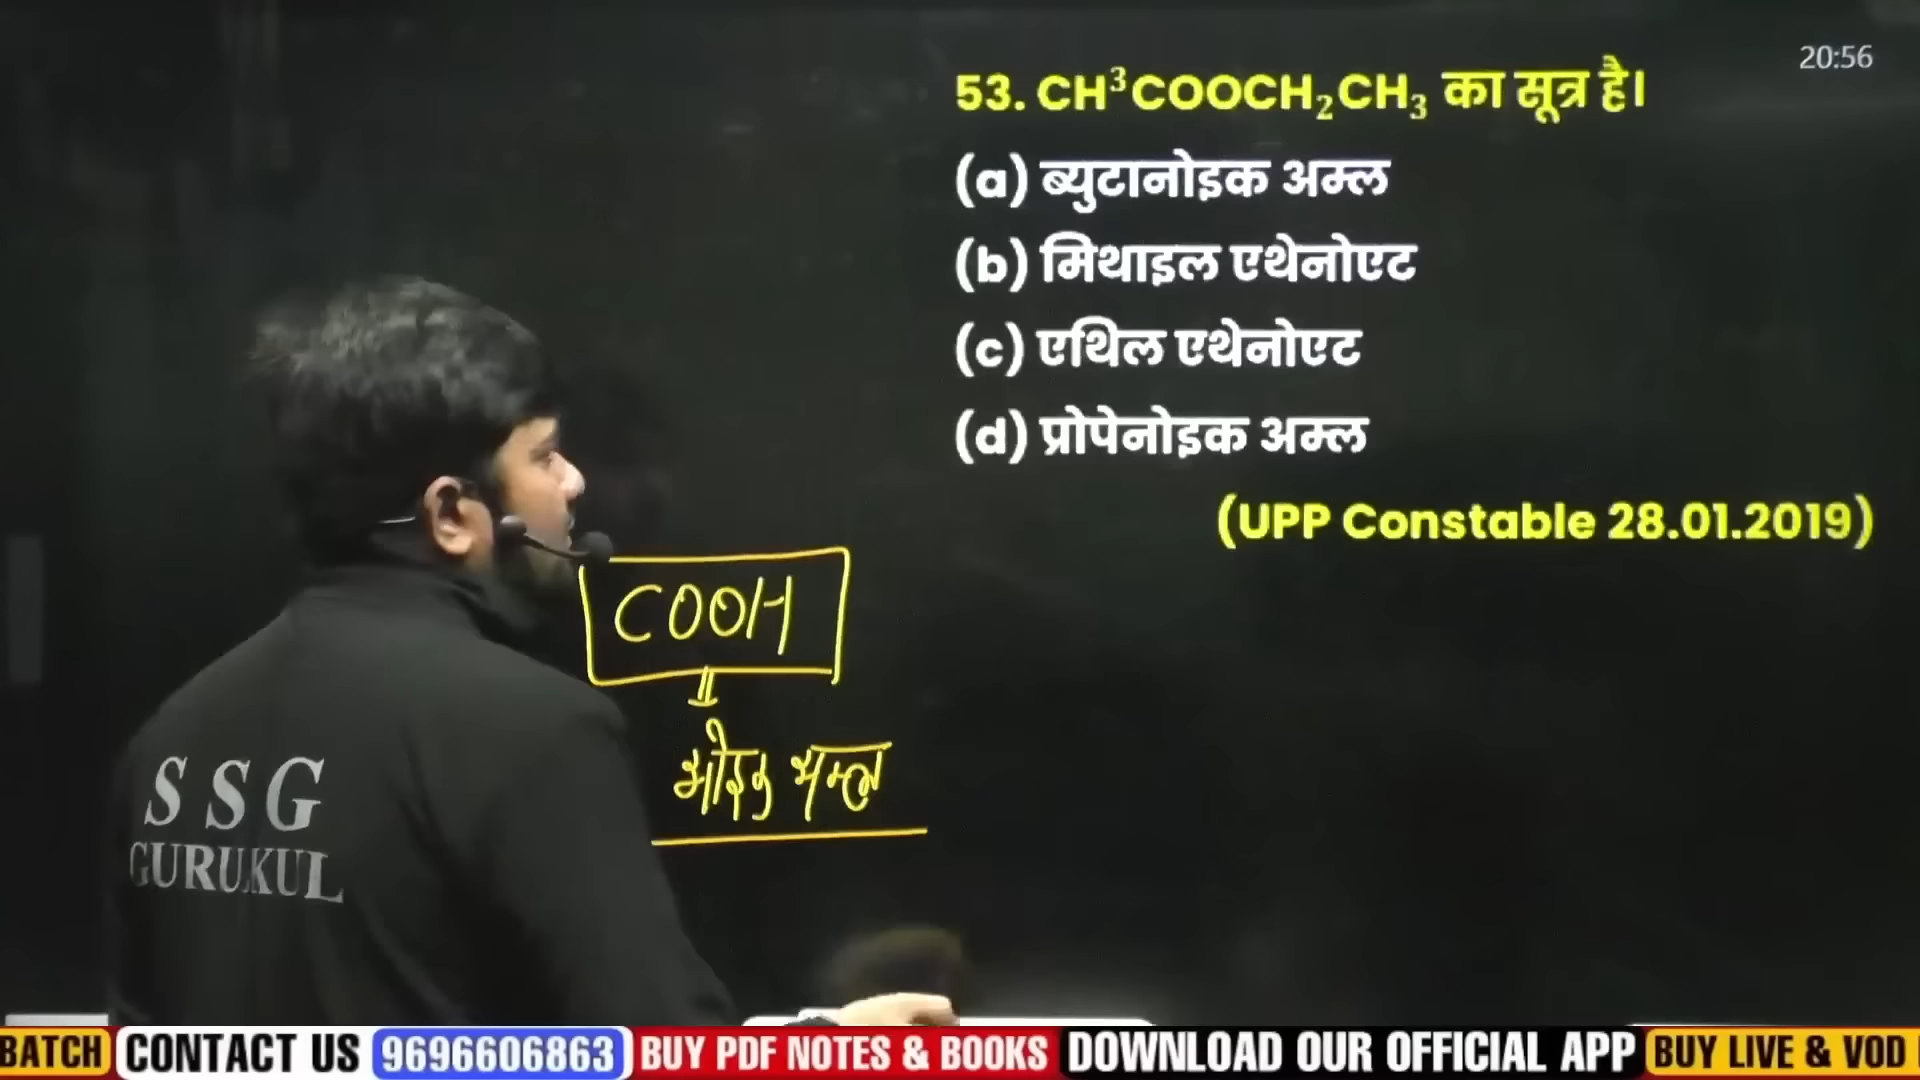 20:56
53. CH³COOCH₂CH₃ का सूत्र है।
(a) ब्युटानोइक अम्ल
(b) मिथाइल एथेनोएट
(c) एथिल एथेनोएट
(d) प्रोपेनोइक अम्ल
(UPP Constable 28.01.2019)
COOH
ओइक अम्ल
SSG
GURUKUL
BATCH CONTACT US 9696606863 BUY PDF NOTES & BOOKS DOWNLOAD OUR OFFICIAL APP BUY LIVE & VOD